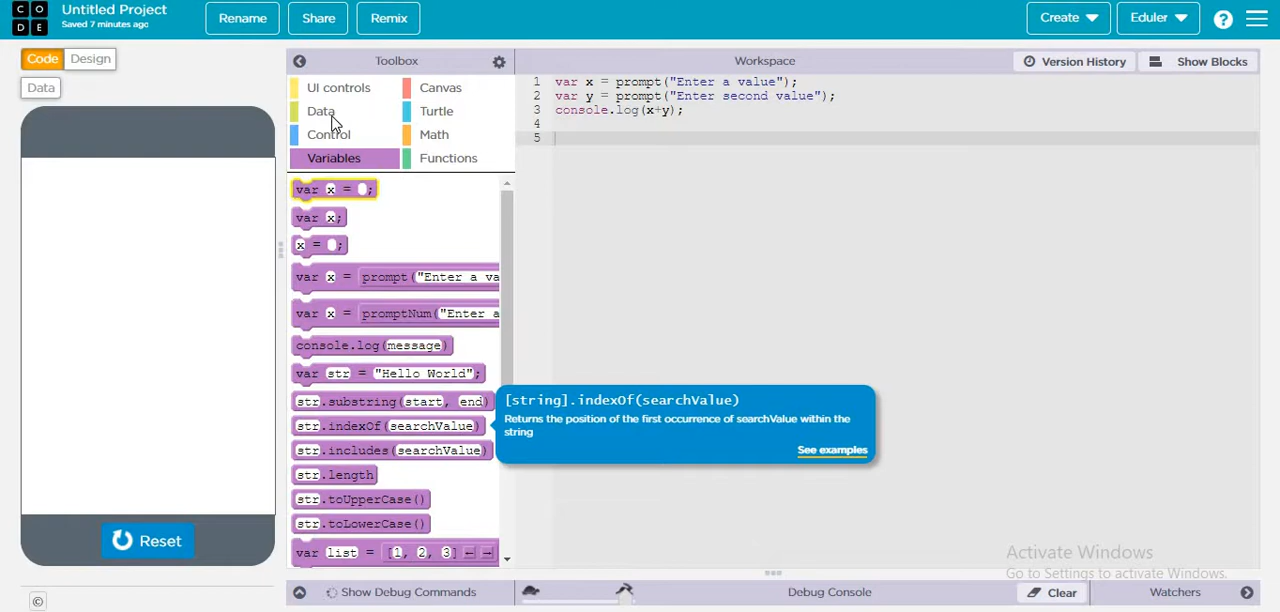 CODE
Untitled Project
Saved 7 minutes ago
Rename
Share
Remix
Create
Eduler
?
Code
Design
Data
Toolbox
Workspace
Version History
Show Blocks
UI controls
Canvas
Data
Turtle
Control
Math
Variables
Functions
var x = ;
var x;
x = ;
var x = prompt("Enter a va
var x = promptNum("Enter a
console.log(message)
var str = "Hello World";
str.substring(start, end)
str.indexOf(searchValue)
str.includes(searchValue)
str.length
str.toUpperCase()
str.toLowerCase()
var list = [1, 2, 3]
1 var x = prompt("Enter a value");
2 var y = prompt("Enter second value");
3 console.log(x+y);
4
5
[string].indexOf(searchValue)
Returns the position of the first occurrence of searchValue within the
string
See examples
Reset
Activate Windows
Go to Settings to activate Windows.
©
Show Debug Commands
Debug Console
Clear
Watchers